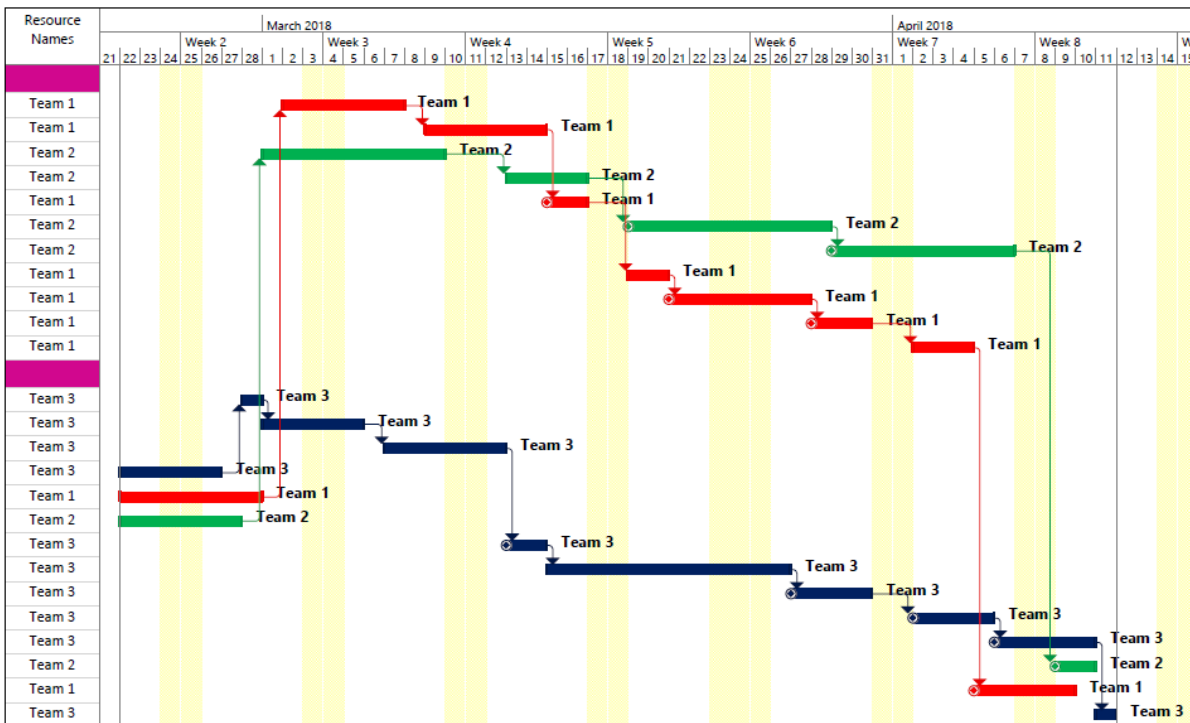 Resource
Names
March 2018
April 2018
Week 2
Week 3
Week 4
Week 5
Week 6
Week 7
Week 8
W
21 22 23 24 25 26 27 28 1 2 3 4 5 6 7 8 9 10 11 12 13 14 15 16 17 18 19 20 21 22 23 24 25 26 27 28 29 30 31 1 2 3 4 5 6 7 8 9 10 11 12 13 14 15
Team 1 Team 1
Team 1 Team 1
Team 2 Team 2
Team 2 Team 2
Team 1 Team 1
Team 2 Team 2
Team 2 Team 2
Team 1 Team 1
Team 1 Team 1
Team 1 Team 1
Team 1 Team 1
Team 3 Team 3
Team 3 Team 3
Team 3 Team 3
Team 3 Team 3
Team 1 Team 1
Team 2 Team 2
Team 3 Team 3
Team 3 Team 3
Team 3 Team 3
Team 3 Team 3
Team 3 Team 3
Team 2 Team 2
Team 1 Team 1
Team 3 Team 3